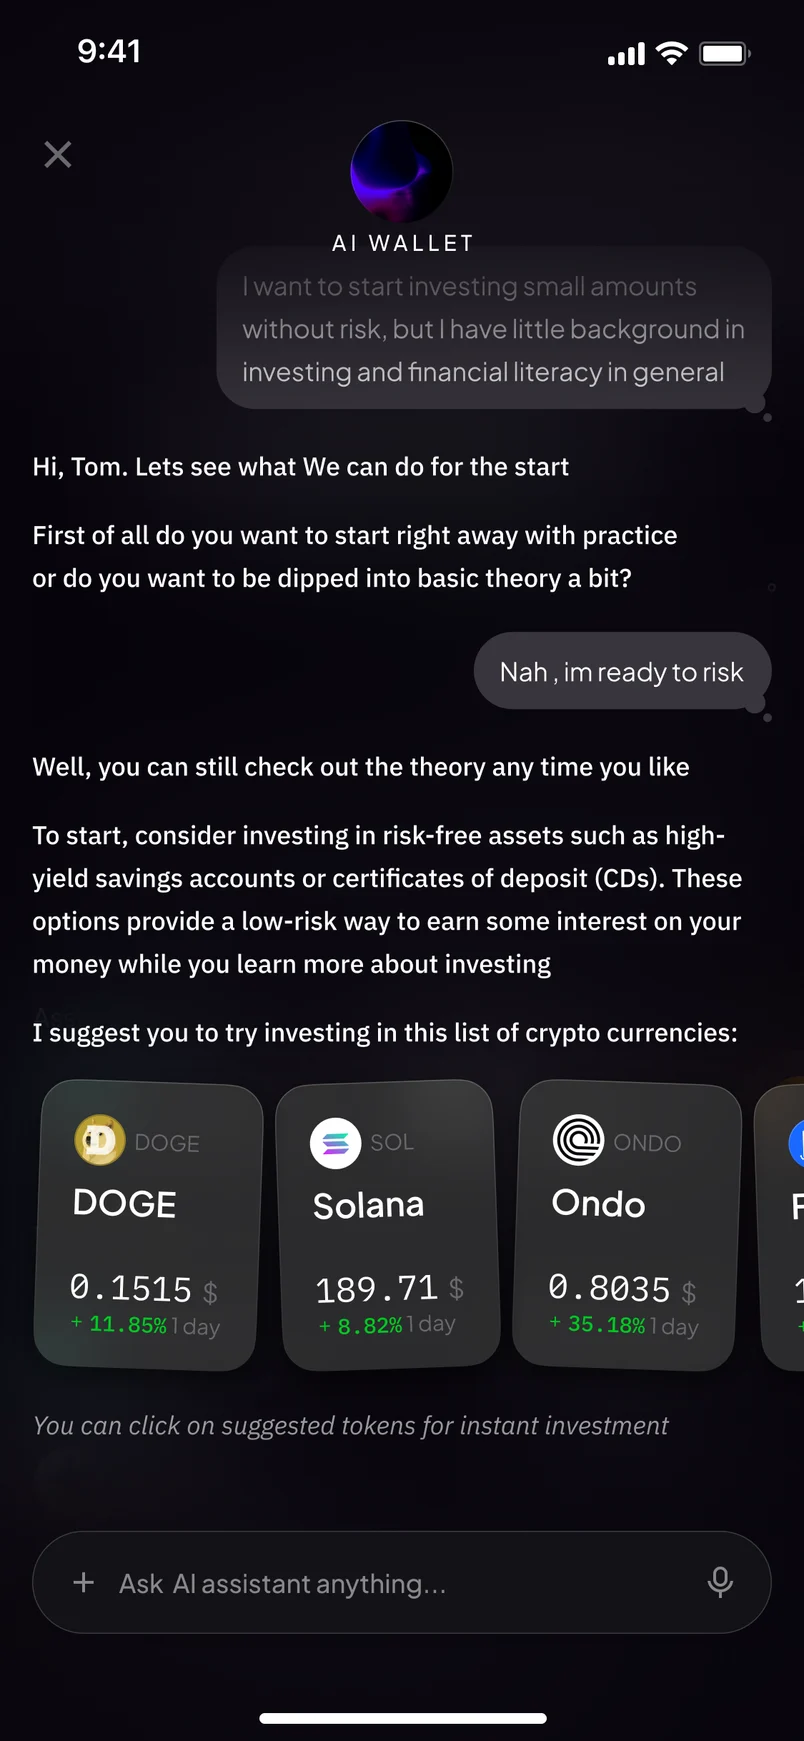 9:41
AI WALLET
I want to start investing small amounts
without risk, but I have little background in
investing and financial literacy in general
Hi, Tom. Lets see what We can do for the start
First of all do you want to start right away with practice
or do you want to be dipped into basic theory a bit?
Nah , im ready to risk
Well, you can still check out the theory any time you like
To start, consider investing in risk-free assets such as high-
yield savings accounts or certificates of deposit (CDs). These
options provide a low-risk way to earn some interest on your
money while you learn more about investing
I suggest you to try investing in this list of crypto currencies:
DOGE
DOGE
0.1515 $
+ 11.85% 1 day
SOL
Solana
189.71 $
+ 8.82% 1 day
ONDO
Ondo
0.8035 $
+ 35.18% 1 day
You can click on suggested tokens for instant investment
Ask AI assistant anything...